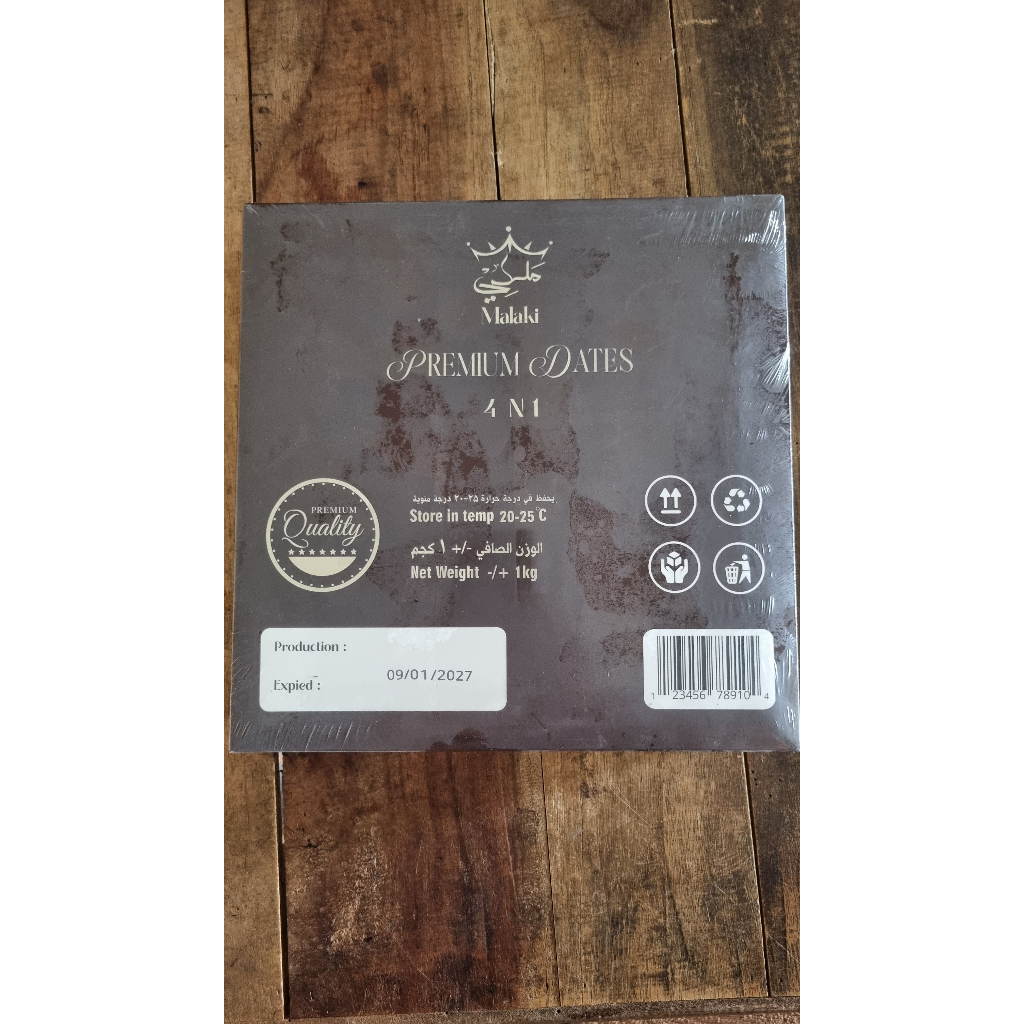 ملكي
Malaki
PREMIUM DATES
4 N 1
PREMIUM
Quality
يحفظ في درجة حرارة ٢٥-٢٠ درجة مئوية
Store in temp 20-25°C
الوزن الصافي -/+ ١ كجم
Net Weight -/+ 1kg
Production :
Expied : 09/01/2027
1 23456 78910 4